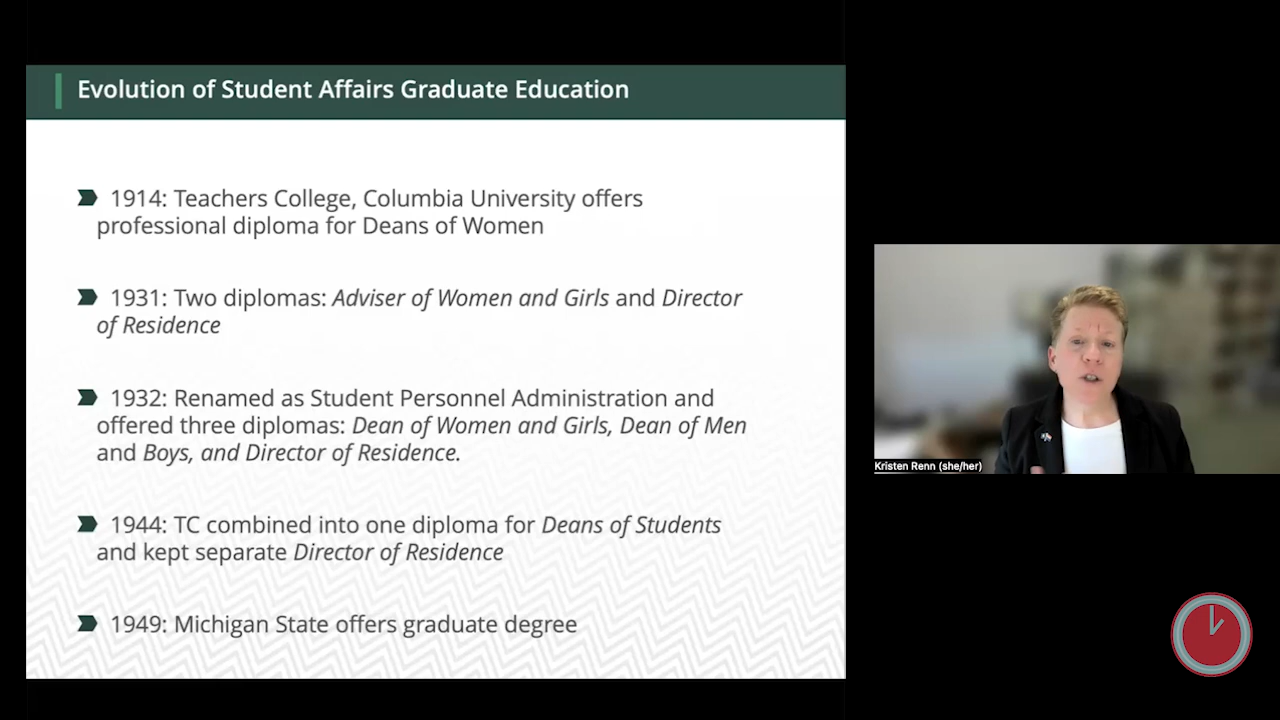 Evolution of Student Affairs Graduate Education
1914: Teachers College, Columbia University offers
professional diploma for Deans of Women
1931: Two diplomas: Adviser of Women and Girls and Director
of Residence
1932: Renamed as Student Personnel Administration and
offered three diplomas: Dean of Women and Girls, Dean of Men
and Boys, and Director of Residence.
1944: TC combined into one diploma for Deans of Students
and kept separate Director of Residence
1949: Michigan State offers graduate degree
Kristen Renn (she/her)